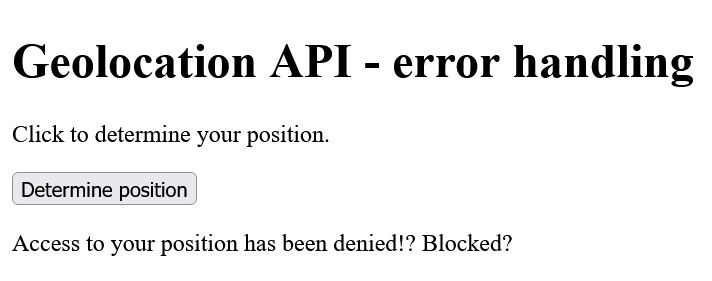 Geolocation API - error handling
Click to determine your position.
Determine position
Access to your position has been denied!? Blocked?